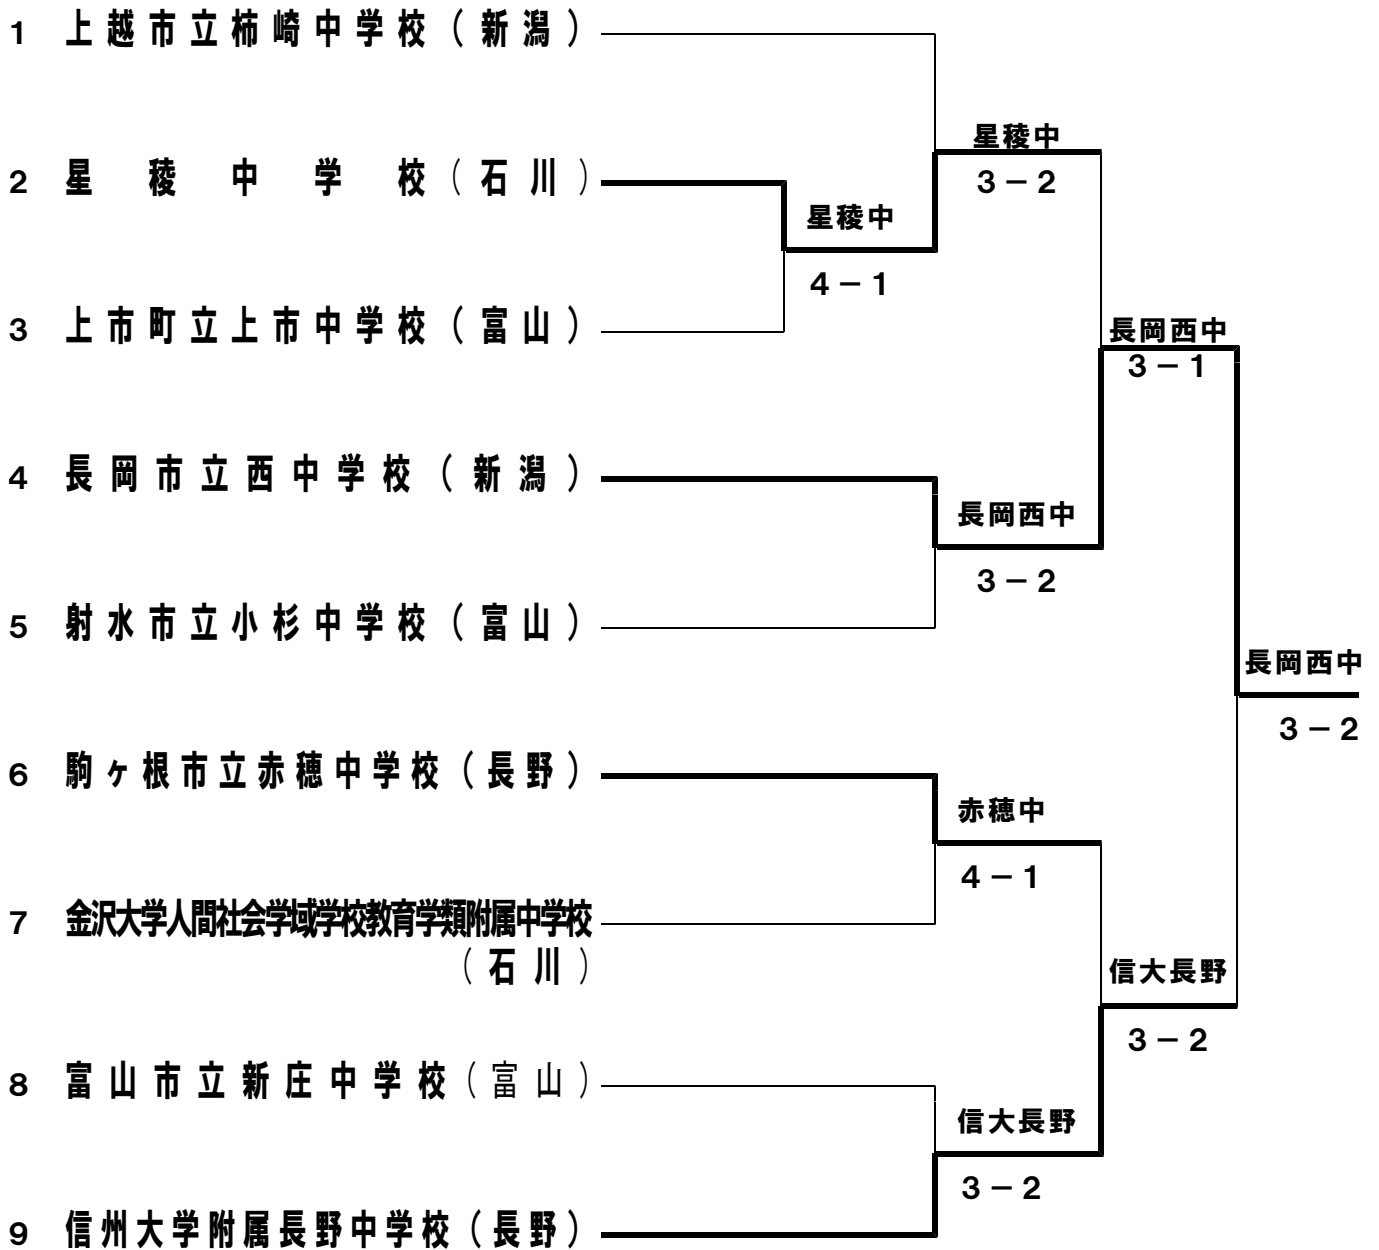 1 上越市立柿崎中学校（新潟）
星稜中
2 星稜中学校（石川）
3－2
星稜中
4－1
3 上市町立上市中学校（富山）
長岡西中
3－1
4 長岡市立西中学校（新潟）
長岡西中
3－2
5 射水市立小杉中学校（富山）
長岡西中
3－2
6 駒ヶ根市立赤穂中学校（長野）
赤穂中
4－1
7 金沢大学人間社会学域学校教育学類附属中学校
（石川）
信大長野
3－2
8 富山市立新庄中学校（富山）
信大長野
3－2
9 信州大学附属長野中学校（長野）